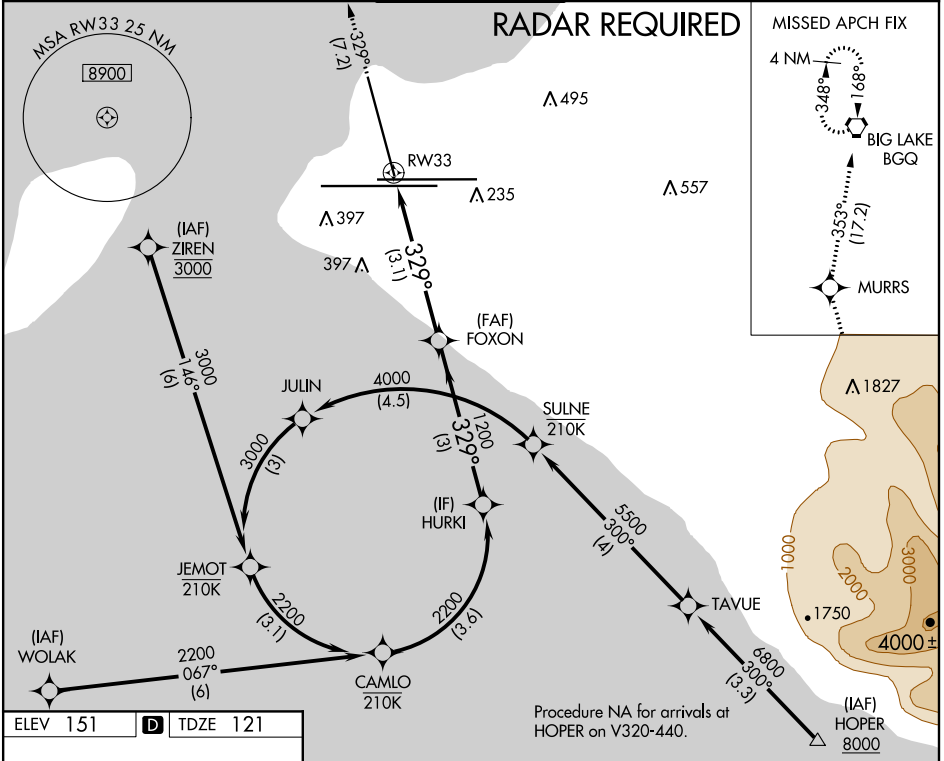 RADAR REQUIRED
MSA RW33 25 NM
8900
329°
(7.2)
MISSED APCH FIX
4 NM
348°
168°
BIG LAKE
BGQ
353°
(17.2)
MURRS
495
RW33
235
557
397
397
329°
(3.1)
(IAF)
ZIREN
3000
3000
146°
(6)
(FAF)
FOXON
1827
JULIN
4000
(4.5)
SULNE
210K
1200
329°
(3)
3000
(3)
(IF)
HURKI
5500
300°
(4)
JEMOT
210K
2200
(3.1)
2200
(3.6)
TAVUE
1000
2000
3000
1750
4000±
(IAF)
WOLAK
2200
067°
(6)
CAMLO
210K
6800
300°
(3.3)
(IAF)
HOPER
8000
Procedure NA for arrivals at
HOPER on V320-440.
ELEV 151 D TDZE 121